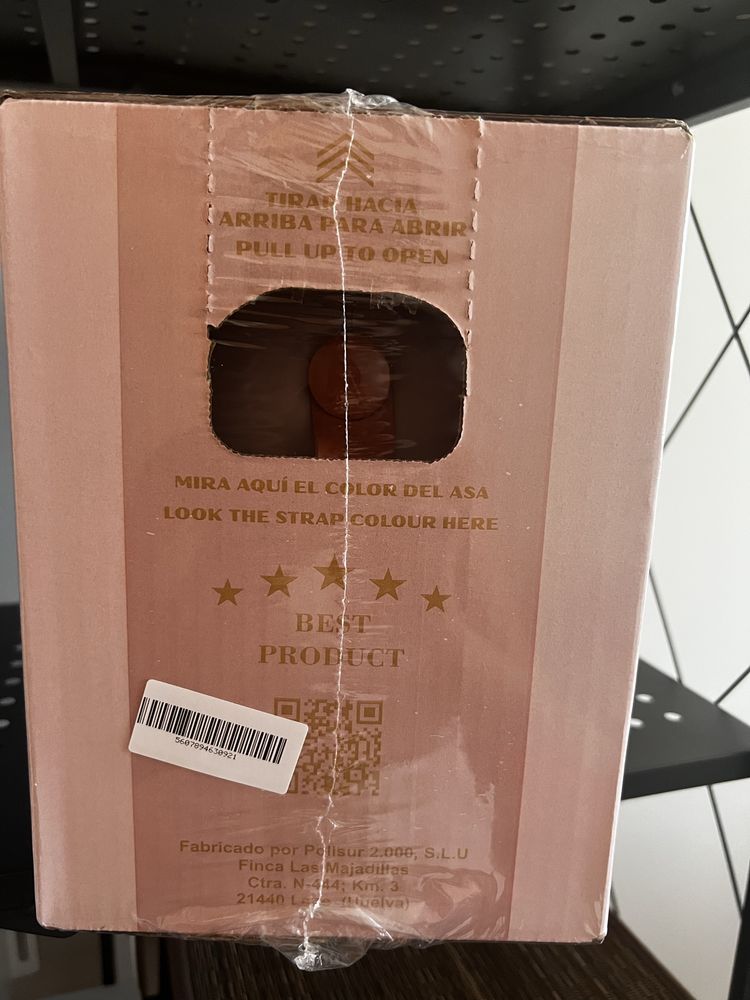 TIRAR HACIA
ARRIBA PARA ABRIR
PULL UP TO OPEN
MIRA AQUÍ EL COLOR DEL ASA
LOOK THE STRAP COLOUR HERE
BEST
PRODUCT
5607894630921
Fabricado por Polisur 2.000, S.L.U
Finca Las Majadillas
Ctra. N-444; Km. 3
21440 Lepe (Huelva)